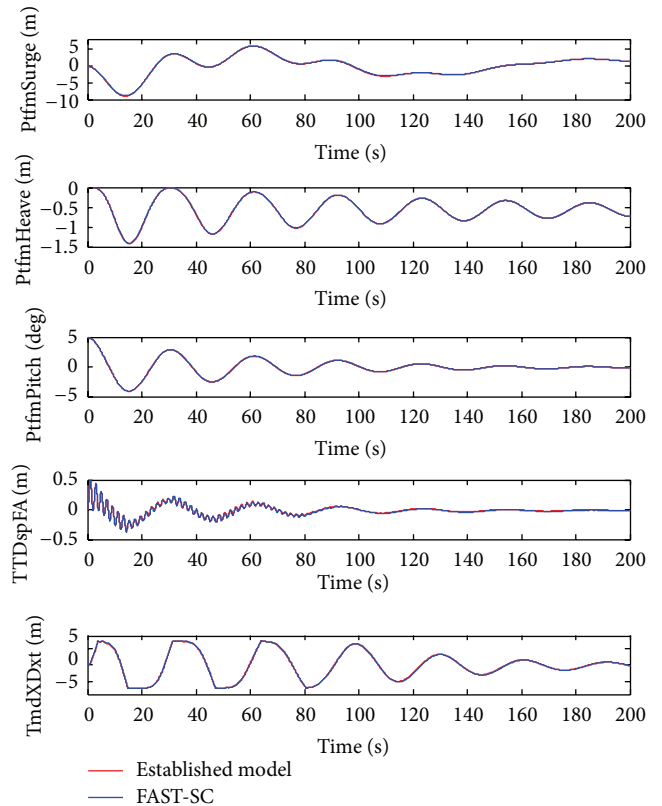 PtfmSurge (m)
5
0
−5
−10
0 20 40 60 80 100 120 140 160 180 200
Time (s)
PtfmHeave (m)
0
−0.5
−1
−1.5
0 20 40 60 80 100 120 140 160 180 200
Time (s)
PtfmPitch (deg)
5
0
−5
0 20 40 60 80 100 120 140 160 180 200
Time (s)
TTDspFA (m)
0.5
0
−0.5
0 20 40 60 80 100 120 140 160 180 200
Time (s)
TmdXDxt (m)
5
0
−5
0 20 40 60 80 100 120 140 160 180 200
Time (s)
Established model
FAST-SC